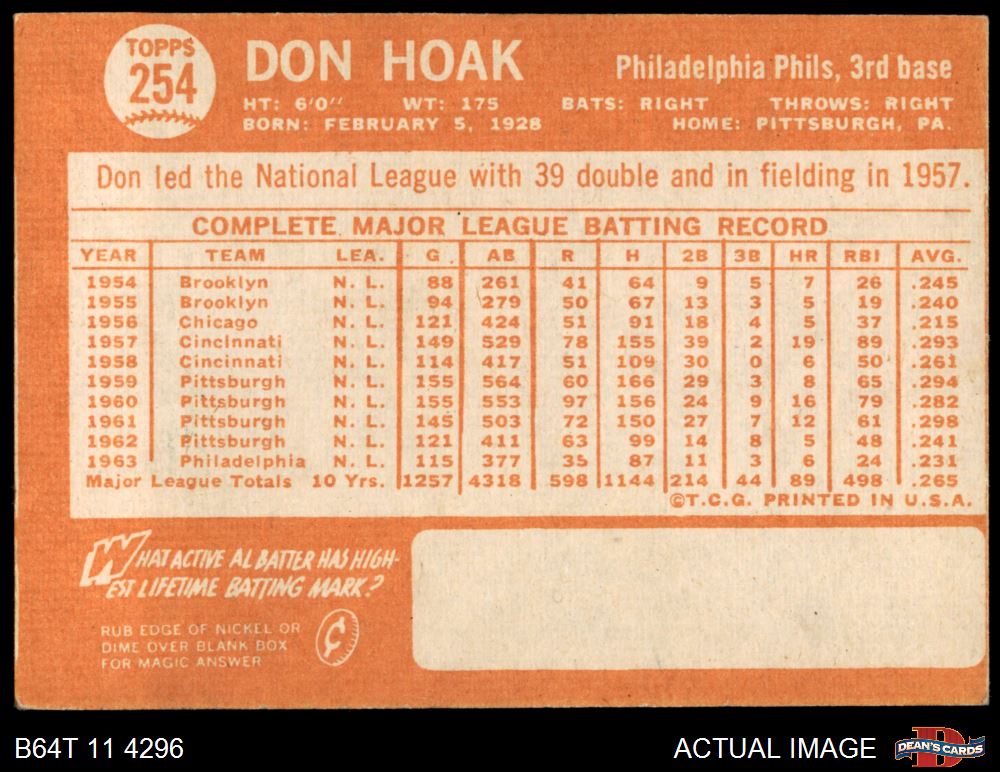 TOPPS
254
DON HOAK
Philadelphia Phils, 3rd base
HT: 6'0" WT: 175 BATS: RIGHT THROWS: RIGHT
BORN: FEBRUARY 5, 1928 HOME: PITTSBURGH, PA.
Don led the National League with 39 double and in fielding in 1957.
COMPLETE MAJOR LEAGUE BATTING RECORD
YEAR TEAM LEA. G. AB R H 2B 3B HR RBI AVG.
1954 Brooklyn N. L. 88 261 41 64 9 5 7 26 .245
1955 Brooklyn N. L. 94 279 50 67 13 3 5 19 .240
1956 Chicago N. L. 121 424 51 91 18 4 5 37 .215
1957 Cincinnati N. L. 149 529 78 155 39 2 19 89 .293
1958 Cincinnati N. L. 114 417 51 109 30 0 6 50 .261
1959 Pittsburgh N. L. 155 564 60 166 29 3 8 65 .294
1960 Pittsburgh N. L. 155 553 97 156 24 9 16 79 .282
1961 Pittsburgh N. L. 145 503 72 150 27 7 12 61 .298
1962 Pittsburgh N. L. 121 411 63 99 14 8 5 48 .241
1963 Philadelphia N. L. 115 377 35 87 11 3 6 24 .231
Major League Totals 10 Yrs. 1257 4318 598 1144 214 44 89 498 .265
©T.C.G. PRINTED IN U.S.A.
WHAT ACTIVE AL BATTER HAS HIGH-
EST LIFETIME BATTING MARK?
RUB EDGE OF NICKEL OR
DIME OVER BLANK BOX
FOR MAGIC ANSWER
¢
B64T 11 4296
ACTUAL IMAGE
D
DEAN'S CARDS